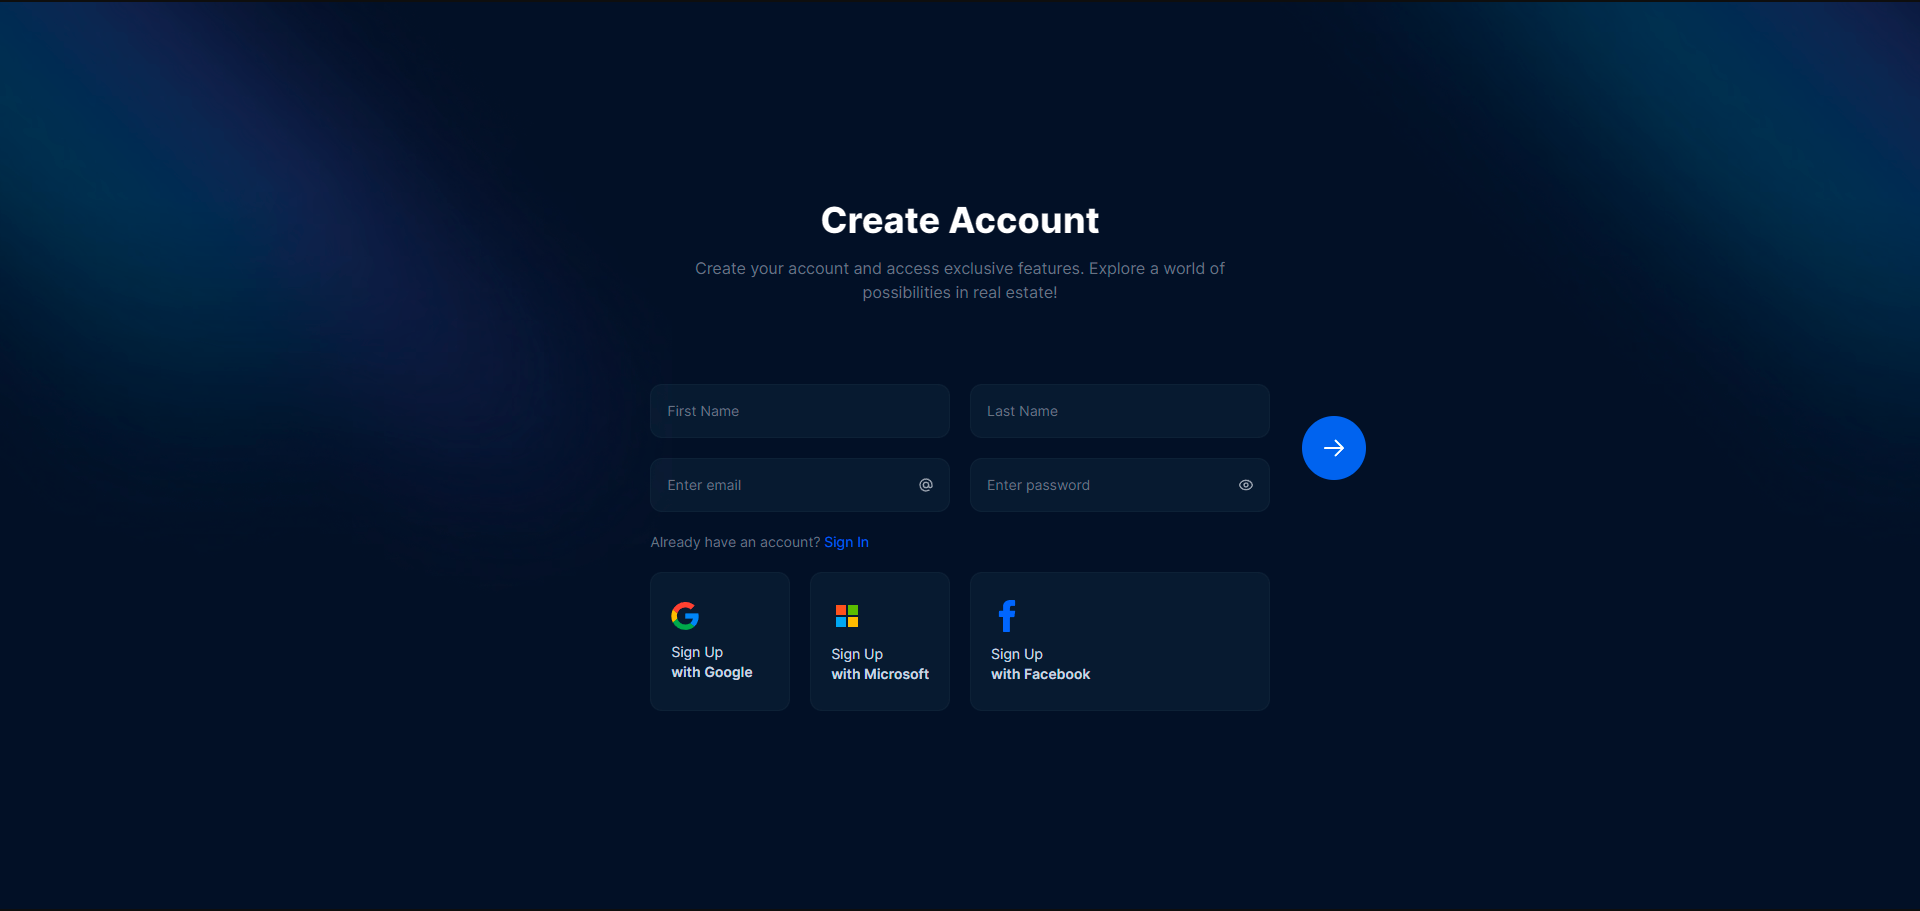 Create Account
Create your account and access exclusive features. Explore a world of
possibilities in real estate!
First Name
Last Name
Enter email
Enter password
Already have an account? Sign In
Sign Up
with Google
Sign Up
with Microsoft
Sign Up
with Facebook